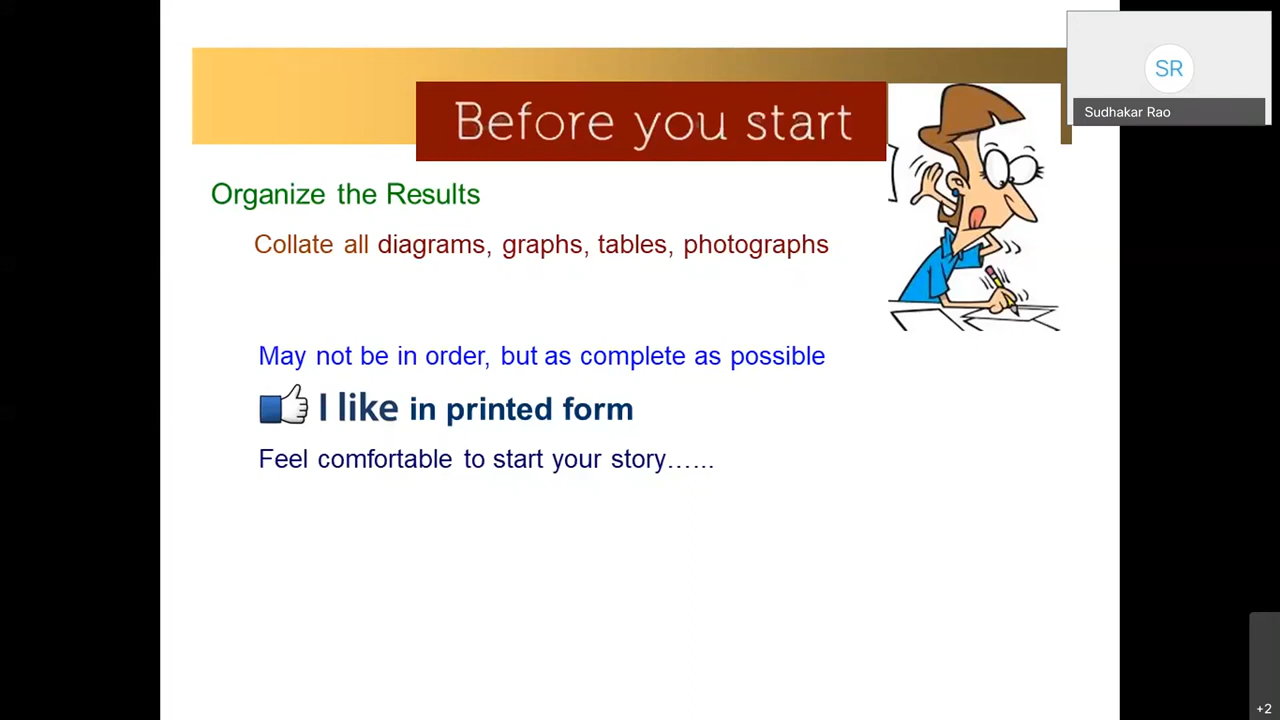 SR
Sudhakar Rao
Before you start
Organize the Results
Collate all diagrams, graphs, tables, photographs
May not be in order, but as complete as possible
I like in printed form
Feel comfortable to start your story…...
+2